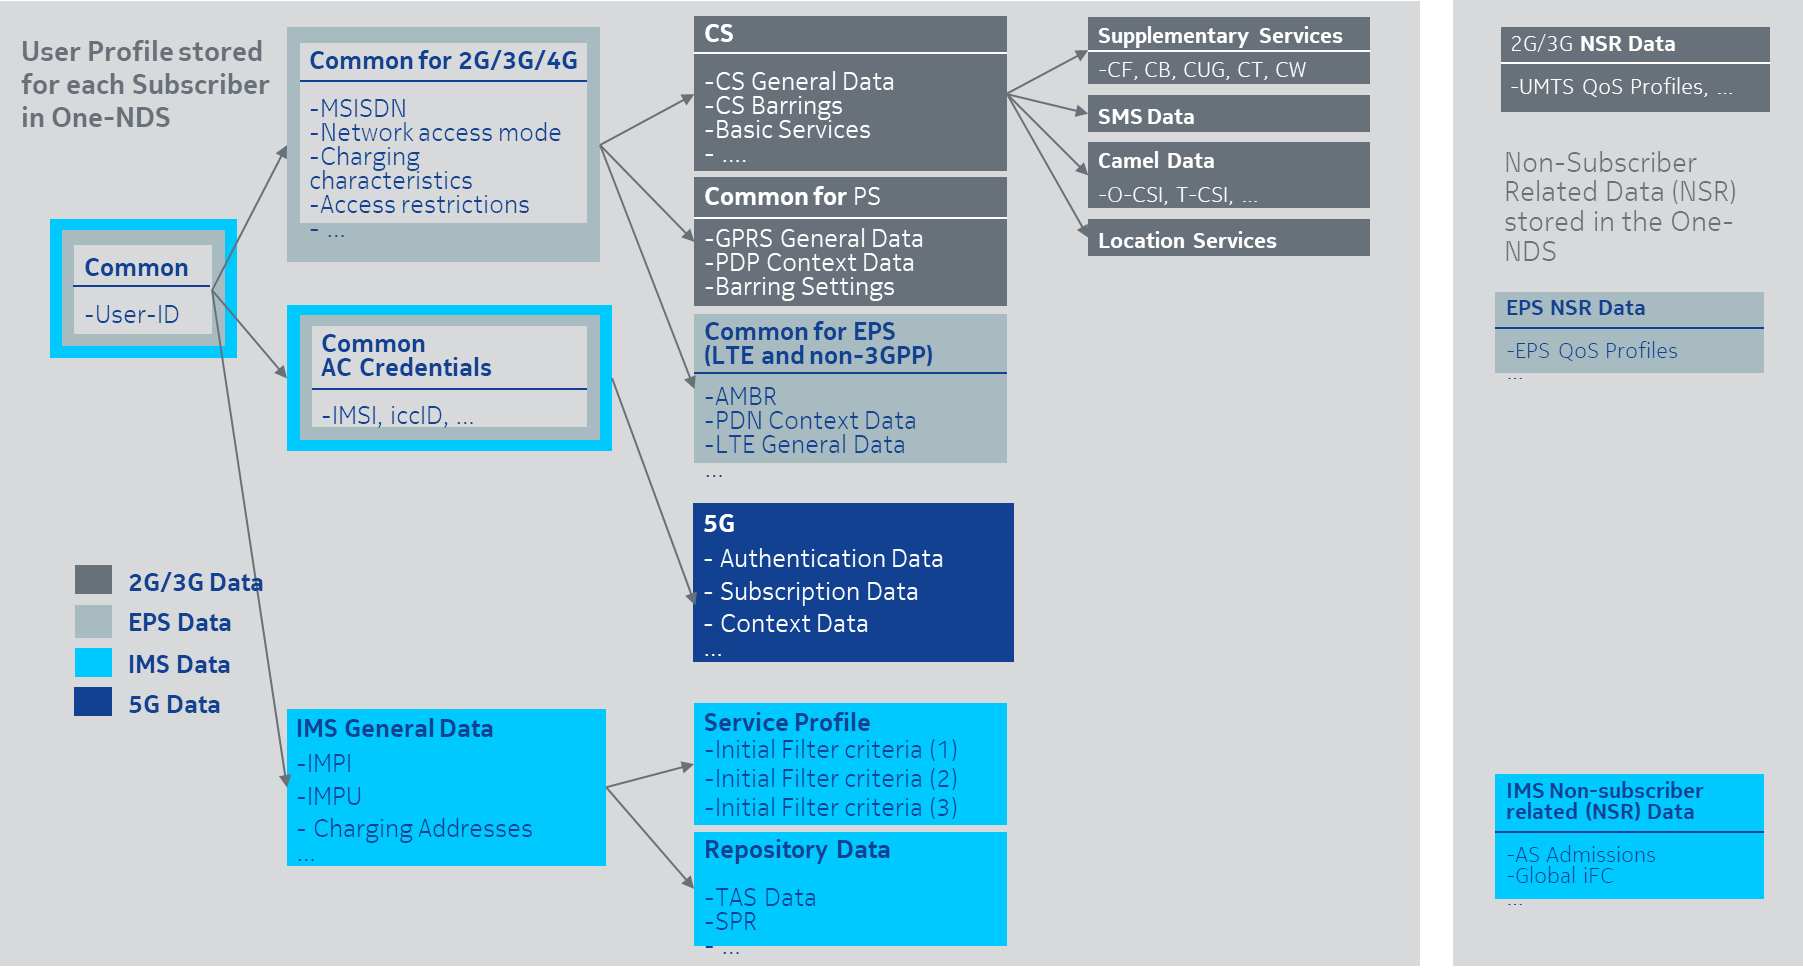 User Profile stored
for each Subscriber
in One-NDS
Common
-User-ID
Common for 2G/3G/4G
-MSISDN
-Network access mode
-Charging
characteristics
-Access restrictions
- ...
Common
AC Credentials
-IMSI, iccID, ...
CS
-CS General Data
-CS Barrings
-Basic Services
- ....
Common for PS
-GPRS General Data
-PDP Context Data
-Barring Settings
Common for EPS
(LTE and non-3GPP)
-AMBR
-PDN Context Data
-LTE General Data
...
5G
- Authentication Data
- Subscription Data
- Context Data
...
Supplementary Services
-CF, CB, CUG, CT, CW
SMS Data
Camel Data
-O-CSI, T-CSI, ...
Location Services
2G/3G Data
EPS Data
IMS Data
5G Data
IMS General Data
-IMPI
-IMPU
- Charging Addresses
...
Service Profile
-Initial Filter criteria (1)
-Initial Filter criteria (2)
-Initial Filter criteria (3)
Repository Data
-TAS Data
-SPR
- ...
2G/3G NSR Data
-UMTS QoS Profiles, ...
Non-Subscriber
Related Data (NSR)
stored in the One-
NDS
EPS NSR Data
-EPS QoS Profiles
...
IMS Non-subscriber
related (NSR) Data
-AS Admissions
-Global iFC
...